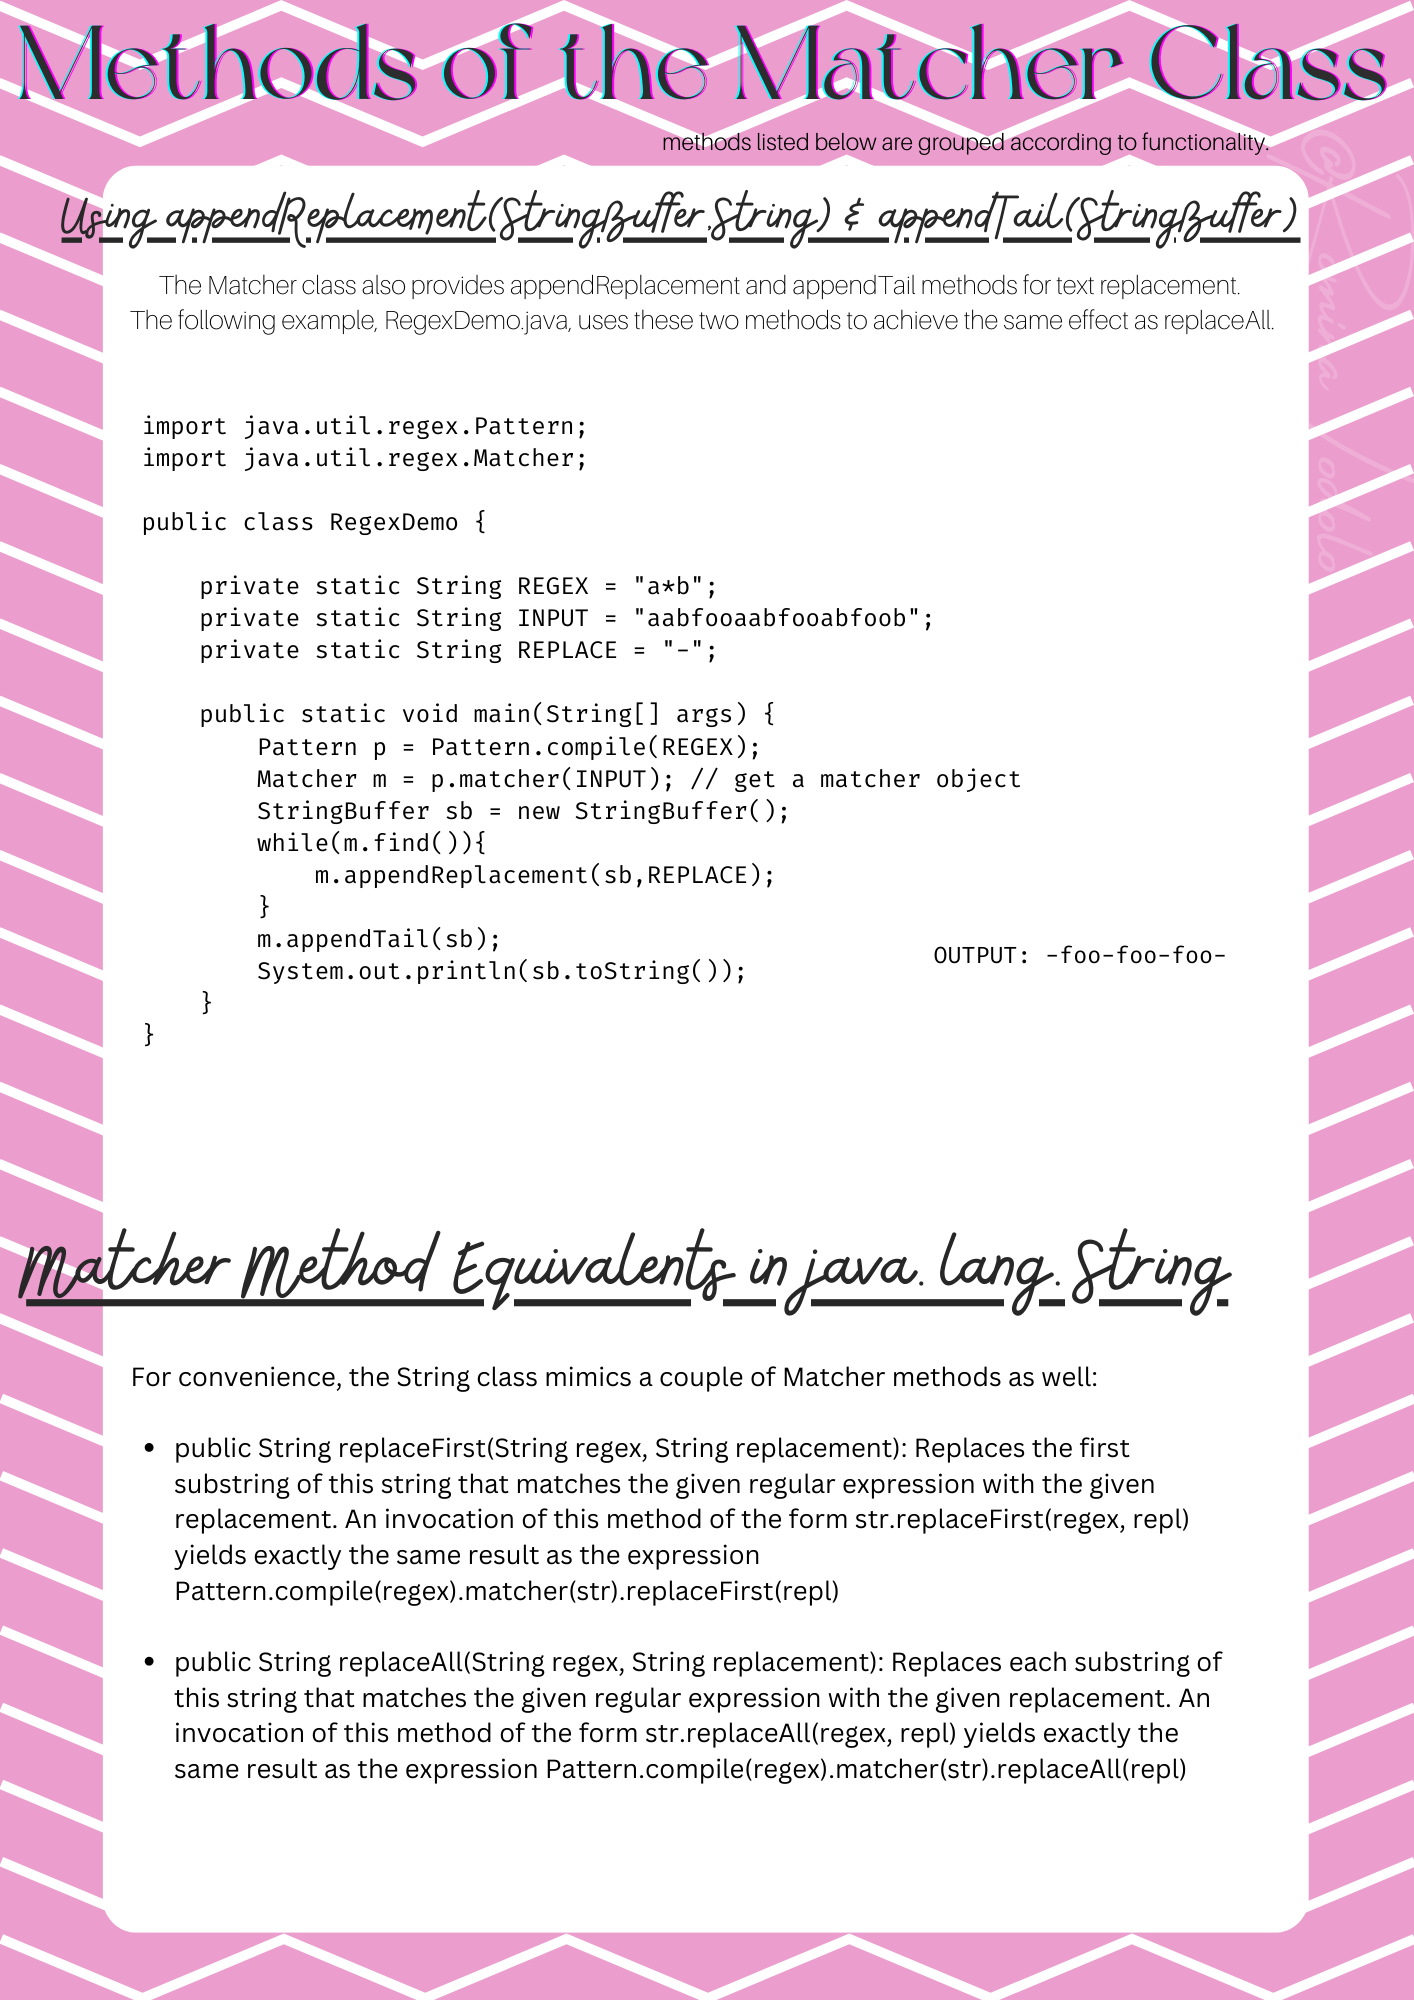 Methods of the Matcher Class
methods listed below are grouped according to functionality.
Using appendReplacement(StringBuffer,String) & appendTail(StringBuffer)
The Matcher class also provides appendReplacement and appendTail methods for text replacement.
The following example, RegexDemo.java, uses these two methods to achieve the same effect as replaceAll.
import java.util.regex.Pattern;
import java.util.regex.Matcher;
public class RegexDemo {
    private static String REGEX = "a*b";
    private static String INPUT = "aabfooaabfooabfoob";
    private static String REPLACE = "-";
    public static void main(String[] args) {
        Pattern p = Pattern.compile(REGEX);
        Matcher m = p.matcher(INPUT); // get a matcher object
        StringBuffer sb = new StringBuffer();
        while(m.find()){
            m.appendReplacement(sb,REPLACE);
        }
        m.appendTail(sb);
        System.out.println(sb.toString());
    }
}
OUTPUT: -foo-foo-foo-
Matcher Method Equivalents in java.lang.String
For convenience, the String class mimics a couple of Matcher methods as well:
• public String replaceFirst(String regex, String replacement): Replaces the first
substring of this string that matches the given regular expression with the given
replacement. An invocation of this method of the form str.replaceFirst(regex, repl)
yields exactly the same result as the expression
Pattern.compile(regex).matcher(str).replaceFirst(repl)
• public String replaceAll(String regex, String replacement): Replaces each substring of
this string that matches the given regular expression with the given replacement. An
invocation of this method of the form str.replaceAll(regex, repl) yields exactly the
same result as the expression Pattern.compile(regex).matcher(str).replaceAll(repl)